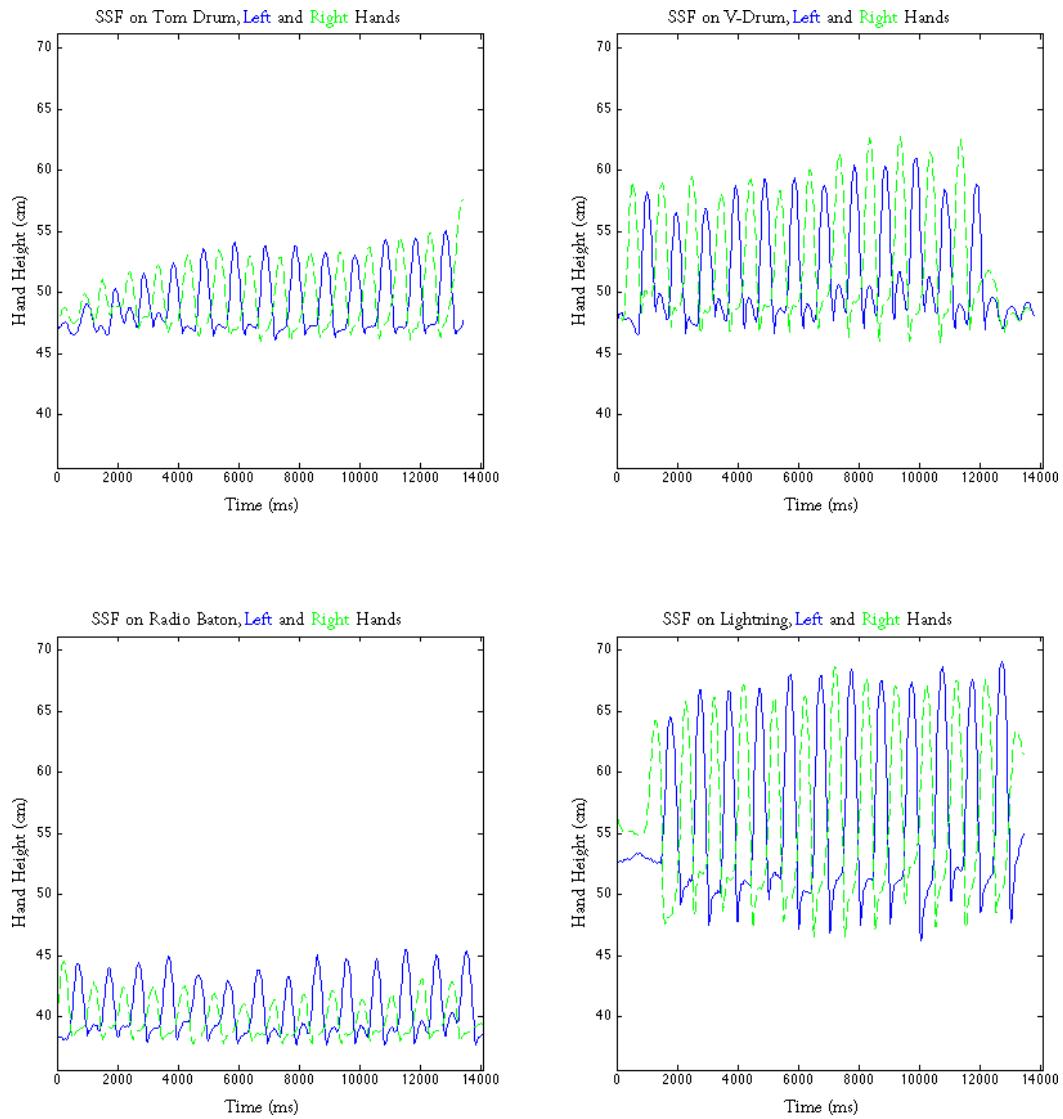 SSF on Tom Drum, Left and Right Hands
70
65
60
55
50
45
40
Hand Height (cm)
0 2000 4000 6000 8000 10000 12000 14000
Time (ms)
SSF on V-Drum, Left and Right Hands
70
65
60
55
50
45
40
Hand Height (cm)
0 2000 4000 6000 8000 10000 12000 14000
Time (ms)
SSF on Radio Baton, Left and Right Hands
70
65
60
55
50
45
40
Hand Height (cm)
0 2000 4000 6000 8000 10000 12000 14000
Time (ms)
SSF on Lightning, Left and Right Hands
70
65
60
55
50
45
40
Hand Height (cm)
0 2000 4000 6000 8000 10000 12000 14000
Time (ms)